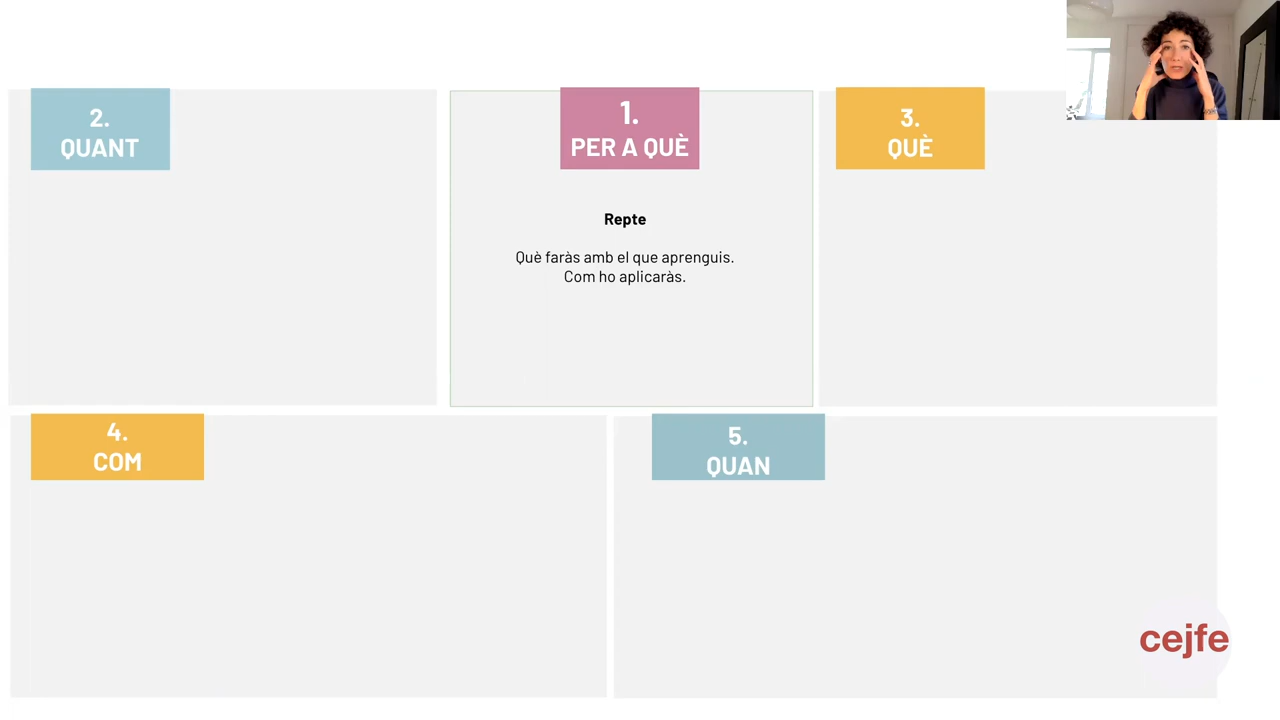 2.
QUANT
1.
PER A QUÈ
Repte
Què faràs amb el que aprenguis.
Com ho aplicaràs.
3.
QUÈ
4.
COM
5.
QUAN
cejfe